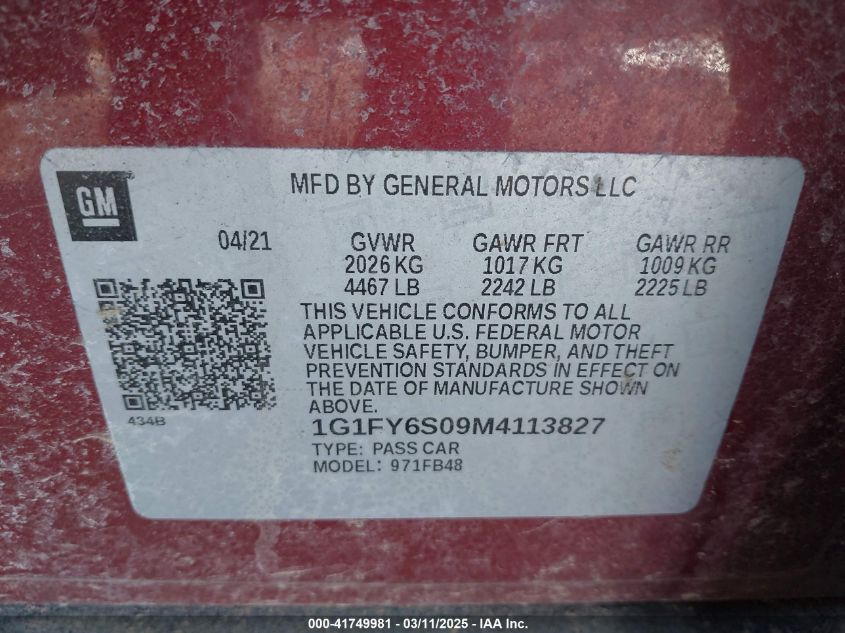 GM
MFD BY GENERAL MOTORS LLC
04/21 GVWR GAWR FRT GAWR RR
2026 KG 1017 KG 1009 KG
4467 LB 2242 LB 2225 LB
THIS VEHICLE CONFORMS TO ALL
APPLICABLE U.S. FEDERAL MOTOR
VEHICLE SAFETY, BUMPER, AND THEFT
PREVENTION STANDARDS IN EFFECT ON
THE DATE OF MANUFACTURE SHOWN
ABOVE.
434B
1G1FY6S09M4113827
TYPE: PASS CAR
MODEL: 971FB48
000-41749981 - 03/11/2025 - IAA Inc.